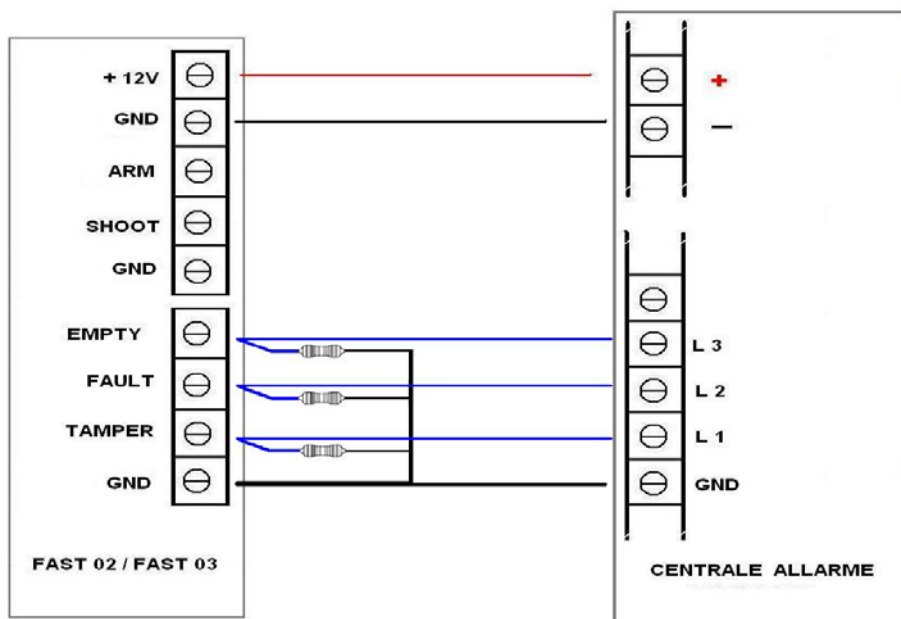 + 12V
GND
ARM
SHOOT
GND
EMPTY
FAULT
TAMPER
GND
FAST 02 / FAST 03
+
–
L 3
L 2
L 1
GND
CENTRALE ALLARME